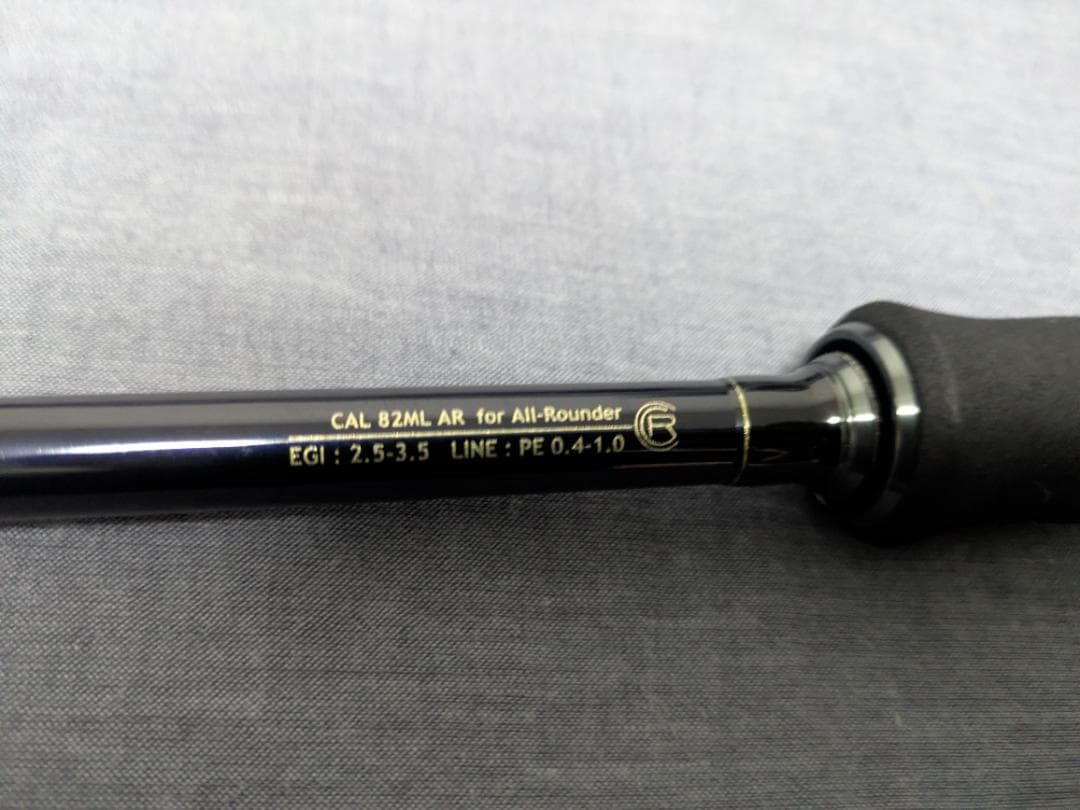 CAL 82ML AR for All-Rounder
EGI : 2.5-3.5 LINE : PE 0.4-1.0